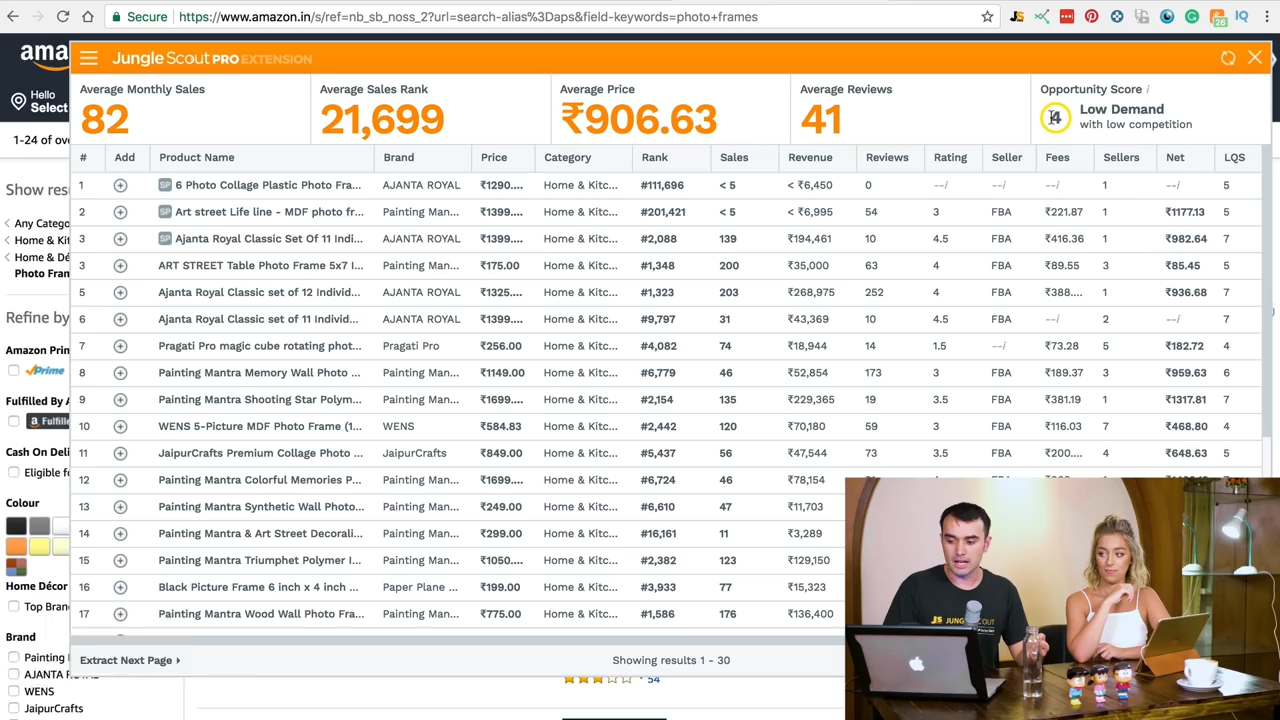 Secure https://www.amazon.in/s/ref=nb_sb_noss_2?url=search-alias%3Daps&field-keywords=photo+frames
26
IQ
ama
Hello
Select
1-24 of ov
Show resu
Any Catego
Home & Kit
Home & Dé
Photo Fram
Refine by
Amazon Prin
Prime
Fulfilled By A
Fulfille
Cash On Deli
Eligible fo
Colour
Home Décor
Top Bran
Brand
Painting
AJANTA RO
WENS
JaipurCrafts
Jungle Scout PRO EXTENSION
Average Monthly Sales
82
Average Sales Rank
21,699
Average Price
₹906.63
Average Reviews
41
Opportunity Score i
4
Low Demand
with low competition
# Add Product Name Brand Price Category Rank Sales Revenue Reviews Rating Seller Fees Sellers Net LQS
1 SP 6 Photo Collage Plastic Photo Fra... AJANTA ROYAL ₹1290.... Home & Kitc... #111,696 < 5 < ₹6,450 0 --i -- --i 1 --i 5
2 SP Art street Life line - MDF photo fr... Painting Man... ₹1399.... Home & Kitc... #201,421 < 5 < ₹6,995 54 3 FBA ₹221.87 1 ₹1177.13 5
3 SP Ajanta Royal Classic Set Of 11 Indi... AJANTA ROYAL ₹1399.... Home & Kitc... #2,088 139 ₹194,461 10 4.5 FBA ₹416.36 1 ₹982.64 7
3 ART STREET Table Photo Frame 5x7 I... Painting Man... ₹175.00 Home & Kitc... #1,348 200 ₹35,000 63 4 FBA ₹89.55 3 ₹85.45 5
5 Ajanta Royal Classic set of 12 Individ... AJANTA ROYAL ₹1325.... Home & Kitc... #1,323 203 ₹268,975 252 4 FBA ₹388.... 1 ₹936.68 7
6 Ajanta Royal Classic set of 11 Individ... AJANTA ROYAL ₹1399.... Home & Kitc... #9,797 31 ₹43,369 10 4.5 FBA --i 2 --i 7
7 Pragati Pro magic cube rotating phot... Pragati Pro ₹256.00 Home & Kitc... #4,082 74 ₹18,944 14 1.5 --i ₹73.28 5 ₹182.72 4
8 Painting Mantra Memory Wall Photo ... Painting Man... ₹1149.00 Home & Kitc... #6,779 46 ₹52,854 173 4 FBA ₹189.37 3 ₹959.63 6
9 Painting Mantra Shooting Star Polym... Painting Man... ₹1699.... Home & Kitc... #2,154 135 ₹229,365 19 3.5 FBA ₹381.19 1 ₹1317.81 7
10 WENS 5-Picture MDF Photo Frame (1... WENS ₹584.83 Home & Kitc... #2,442 120 ₹70,180 59 3 FBA ₹116.03 7 ₹468.80 4
11 JaipurCrafts Premium Collage Photo ... JaipurCrafts ₹849.00 Home & Kitc... #5,437 56 ₹47,544 73 3.5 FBA ₹200.... 4 ₹648.63 5
12 Painting Mantra Colorful Memories P... Painting Man... ₹1699.... Home & Kitc... #6,724 46 ₹78,154
13 Painting Mantra Synthetic Wall Photo... Painting Man... ₹249.00 Home & Kitc... #6,610 47 ₹11,703
14 Painting Mantra & Art Street Decorali... Painting Man... ₹299.00 Home & Kitc... #16,161 11 ₹3,289
15 Painting Mantra Triumphet Polymer I... Painting Man... ₹1050.... Home & Kitc... #2,382 123 ₹129,150
16 Black Picture Frame 6 inch x 4 inch ... Paper Plane ... ₹199.00 Home & Kitc... #3,933 77 ₹15,323
17 Painting Mantra Wood Wall Photo Fra... Painting Man... ₹775.00 Home & Kitc... #1,586 176 ₹136,400
Extract Next Page
Showing results 1 - 30
54
JS JUNGLE SCOUT